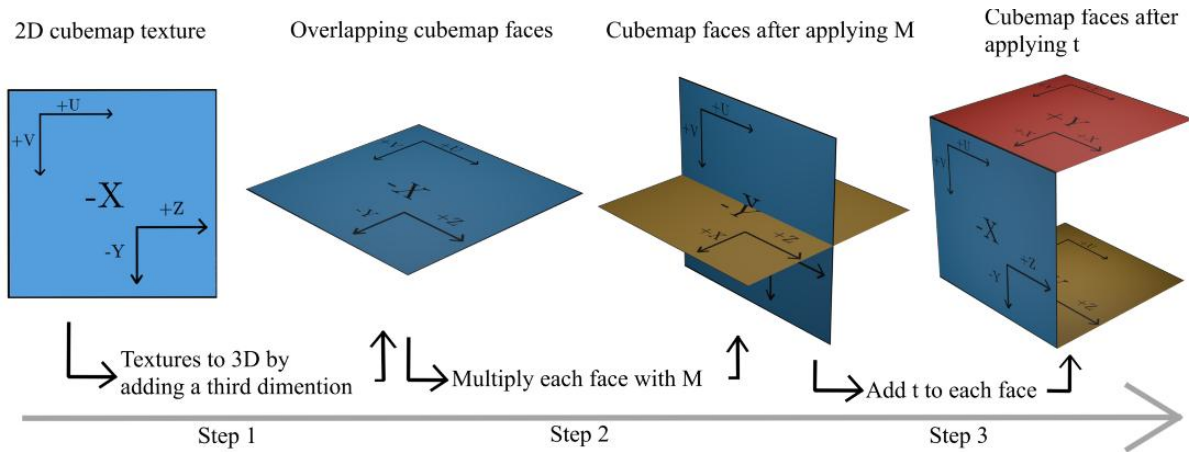 2D cubemap texture
Overlapping cubemap faces
Cubemap faces after applying M
Cubemap faces after
applying t
+U
+V
-X
+Z
-Y
+V
+U
-X
-Y
+Z
+U
+V
-Y
+X
+Z
+Y
+X
+V
+U
-X
+Z
-Y
+U
+Z
Textures to 3D by
adding a third dimention
Multiply each face with M
Add t to each face
Step 1
Step 2
Step 3